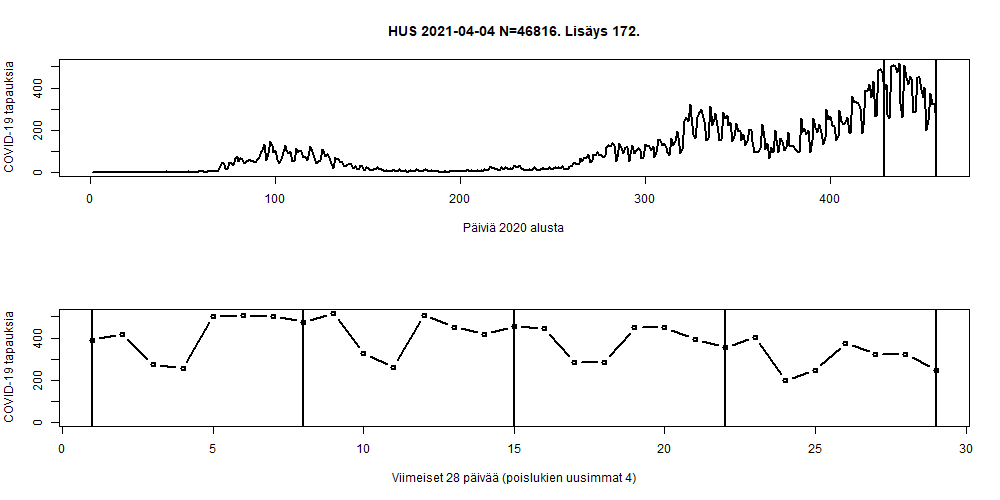 HUS 2021-04-04 N=46816. Lisäys 172.
COVID-19 tapauksia
0 200 400
0 100 200 300 400
Päiviä 2020 alusta
COVID-19 tapauksia
0 200 400
0 5 10 15 20 25 30
Viimeiset 28 päivää (poislukien uusimmat 4)